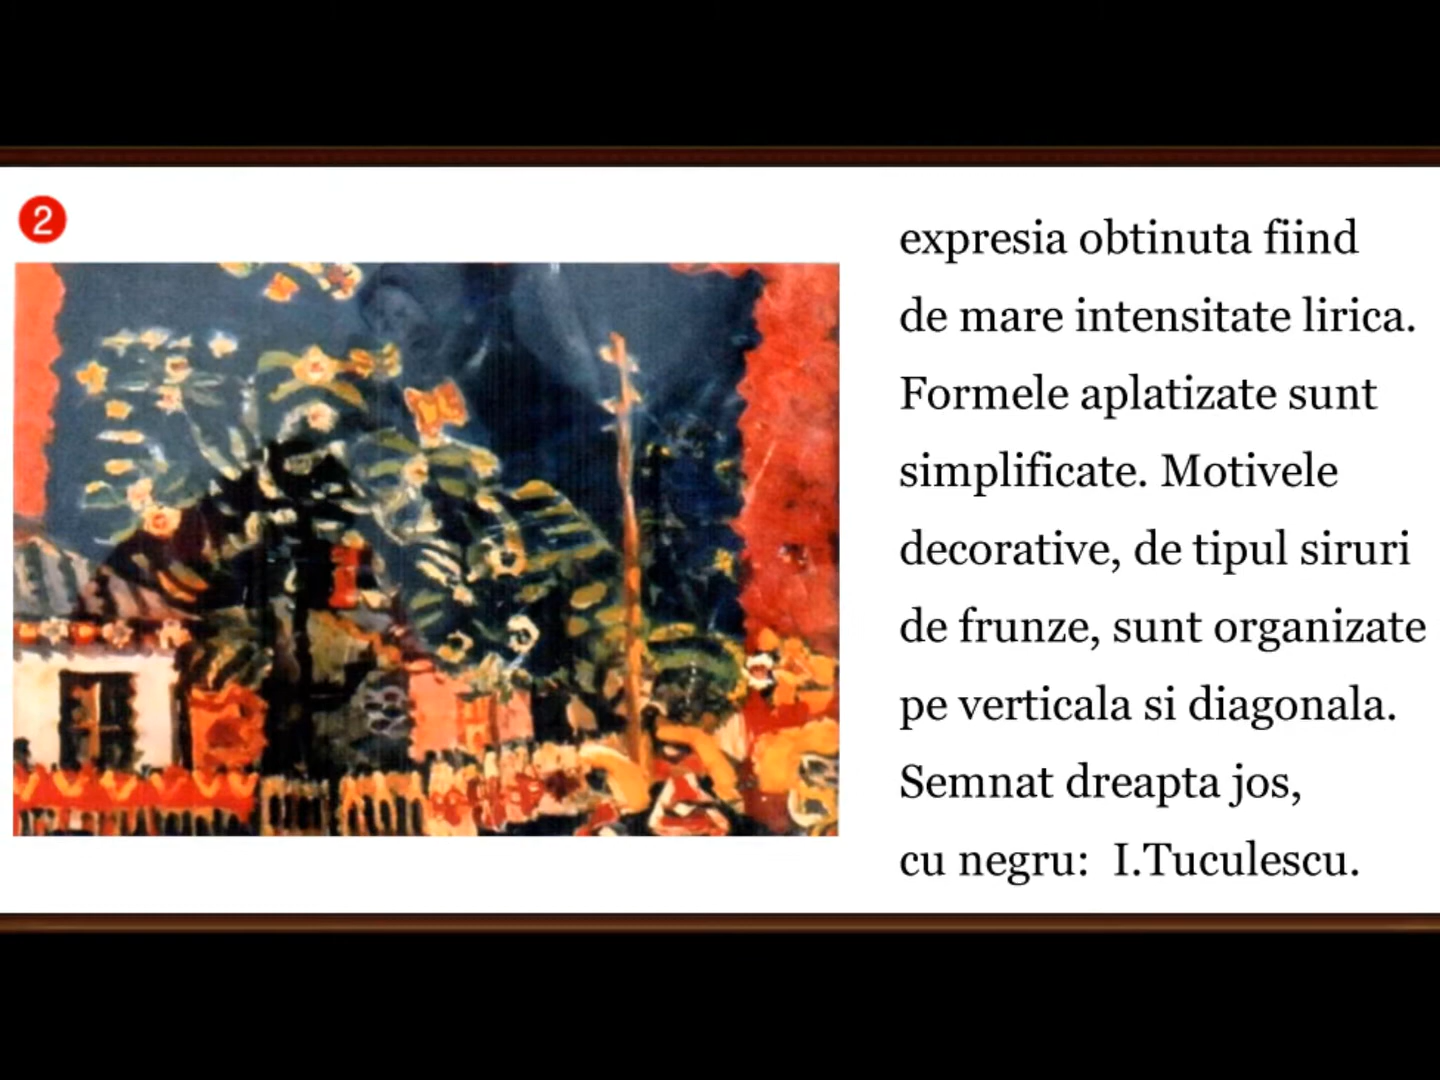 2
expresia obtinuta fiind
de mare intensitate lirica.
Formele aplatizate sunt
simplificate. Motivele
decorative, de tipul siruri
de frunze, sunt organizate
pe verticala si diagonala.
Semnat dreapta jos,
cu negru:  I.Tuculescu.